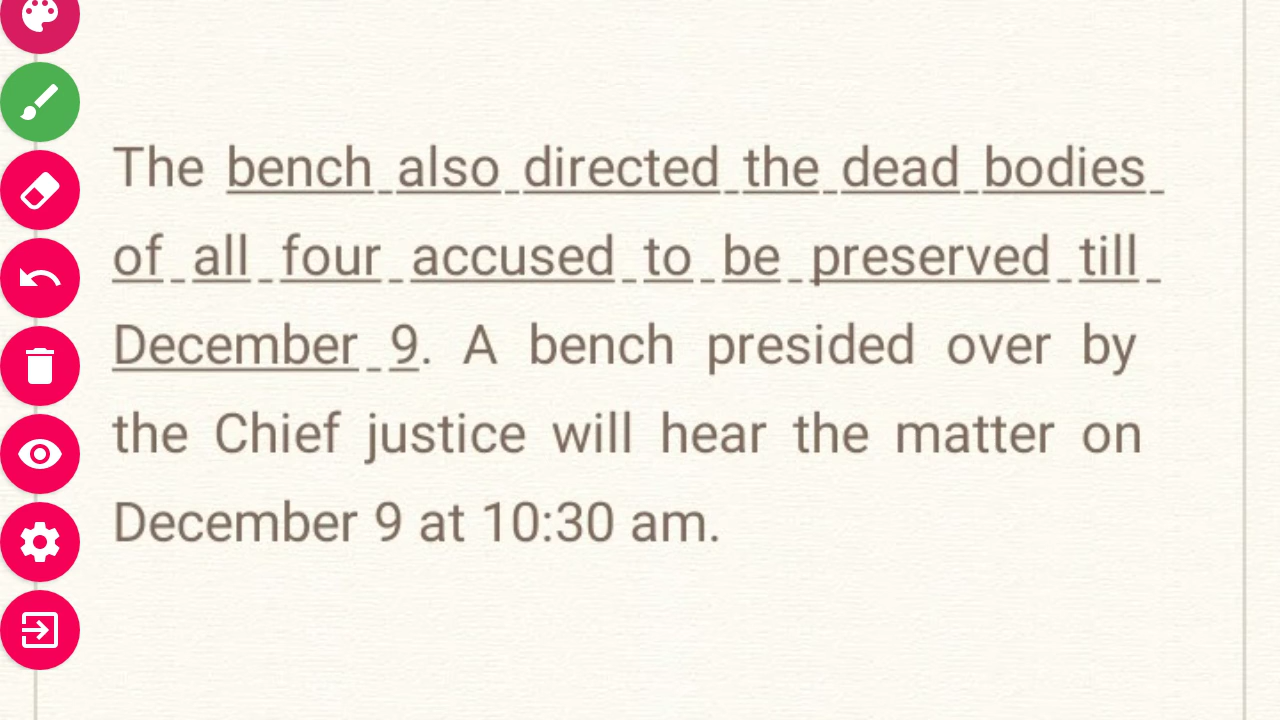 The bench also directed the dead bodies
of all four accused to be preserved till
December 9. A bench presided over by
the Chief justice will hear the matter on
December 9 at 10:30 am.